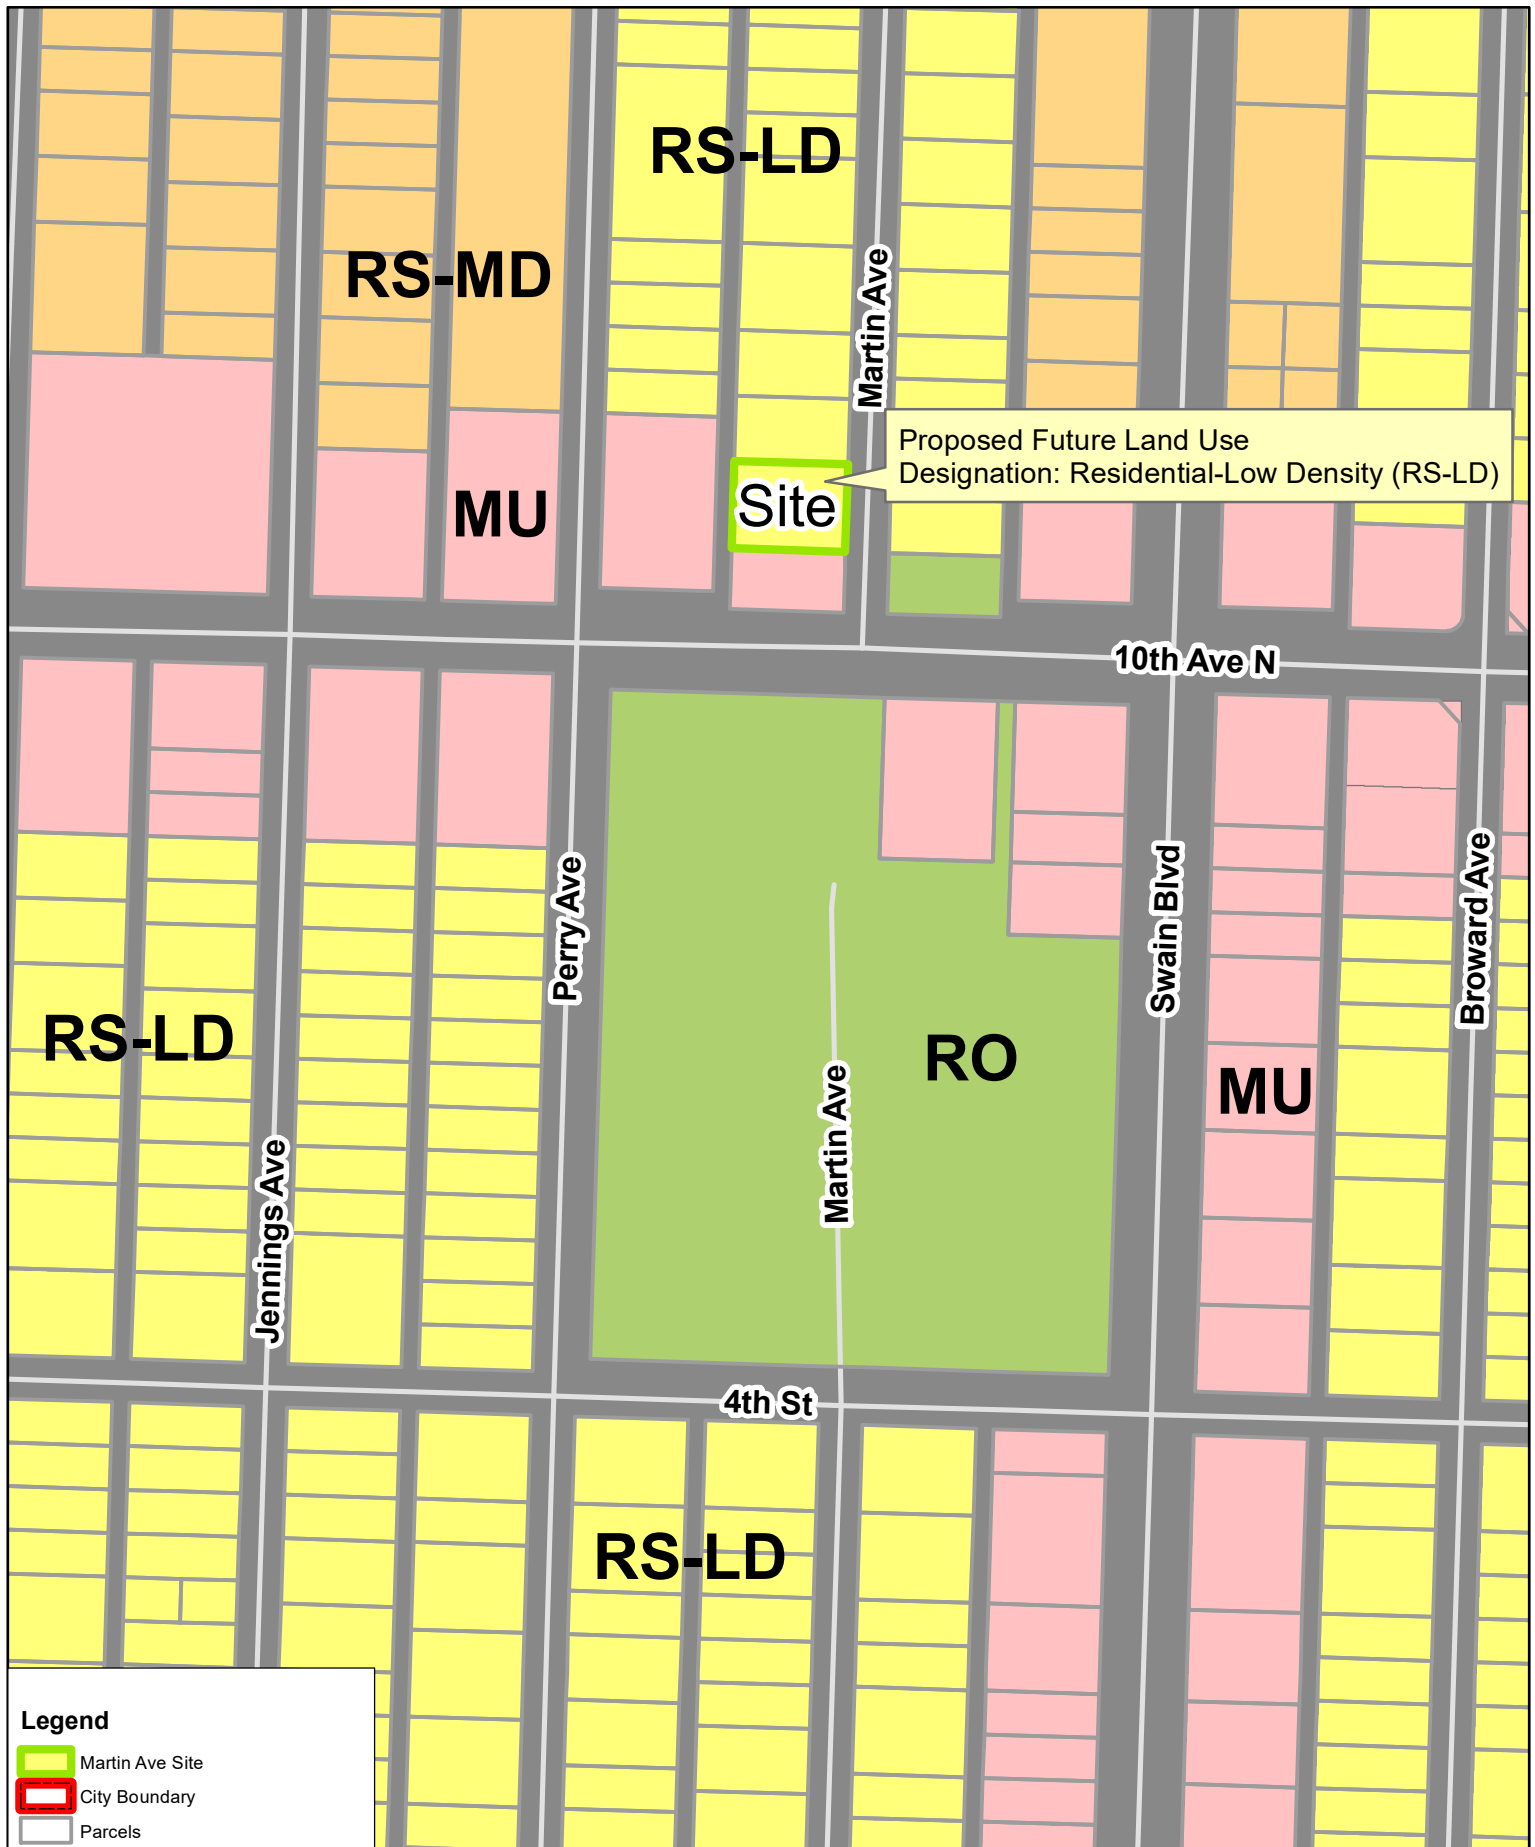 RS-LD
RS-MD
Martin Ave
Proposed Future Land Use
Designation: Residential-Low Density (RS-LD)
Site
MU
10th Ave N
Perry Ave
Swain Blvd
Broward Ave
RS-LD
RO
Martin Ave
MU
Jennings Ave
4th St
RS-LD
Legend
Martin Ave Site
City Boundary
Parcels